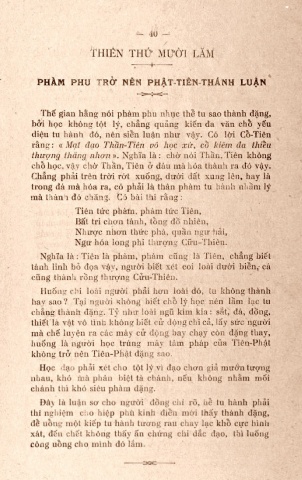 — 40 —
THIÊN THỨ MƯỜI LĂM
PHÀM PHU TRỞ NÊN PHẬT-TIÊN-THÁNH LUẬN
Thế gian hằng nói phàm phu nhục thể tu sao thành đặng,
bởi học không tột lý, chẳng quảng kiến đa văn chỗ yếu
diệu tu hành đó, nên siển luận như vậy. Có lời Cổ-Tiên
rằng: « Mạt đạo Thần-Tiên vô học xứ, cổ kiêm đa thiểu
thượng thăng nhơn » Nghĩa là: chớ nói Thần, Tiên không
chỗ học. vậy chớ Thần, Tiên ở đâu mà hóa thành ra đó vậy.
Chẳng phải trên trời rớt xuống, dưới đất xung lên, hay là
trong đá mà hóa ra, có phải là thân phàm tu hành nhằm lý
mà thành đó chăng. Có bài thi rằng:
Tiên tức phàm, phàm tức Tiên,
Bất tri chơn tánh, tổng đồ nhiên,
Nhược nhơn thức phá, quần ngư tuại,
Ngư hóa long phi thượng Cửu-Thiên.
Nghĩa là: Tiên là phàm, phàm cũng là Tiên, chẳng biết
tánh linh bỏ dọa vậy, người biết xét coi loài dưới biển, cá
cũng thành rồng thượng Cửu-Thiên.
Huống chi loài người phải hơn loài đó, tu không thành
hay sao? Tại người không biết chỗ lý học nên lầm lạc tu
chẳng thành đặng. Tỷ như loài ngũ kim kia: sắt, đá, đồng,
thiết là vật vô tình không biết cử động chi cả, lấy sức người
mà chế luyện ra các máy cử động bay chạy còn đặng thay,
huống là người học trúng máy tâm pháp của Tiên-Phật
không trở nên Tiên-Phật đặng sao.
Học đạo phải xét cho tột lý vì đạo chơn giả mướn tượng
nhau, khó mà phân biệt tà chánh, nếu không nhằm mối
chánh thì khó siêu phàm đặng.
Đây là luận sơ cho người đồng chí rõ, hễ tu hành phải
thí nghiệm cho hiệp phù kinh điển mới thấy thành đặng,
để uổng một kiếp tu hành tương rau chay lạc khổ cực hình
xát, đến chết không thấy ấn chứng chi đắc đạo, thì luống
công uổng cho mình đó lắm.